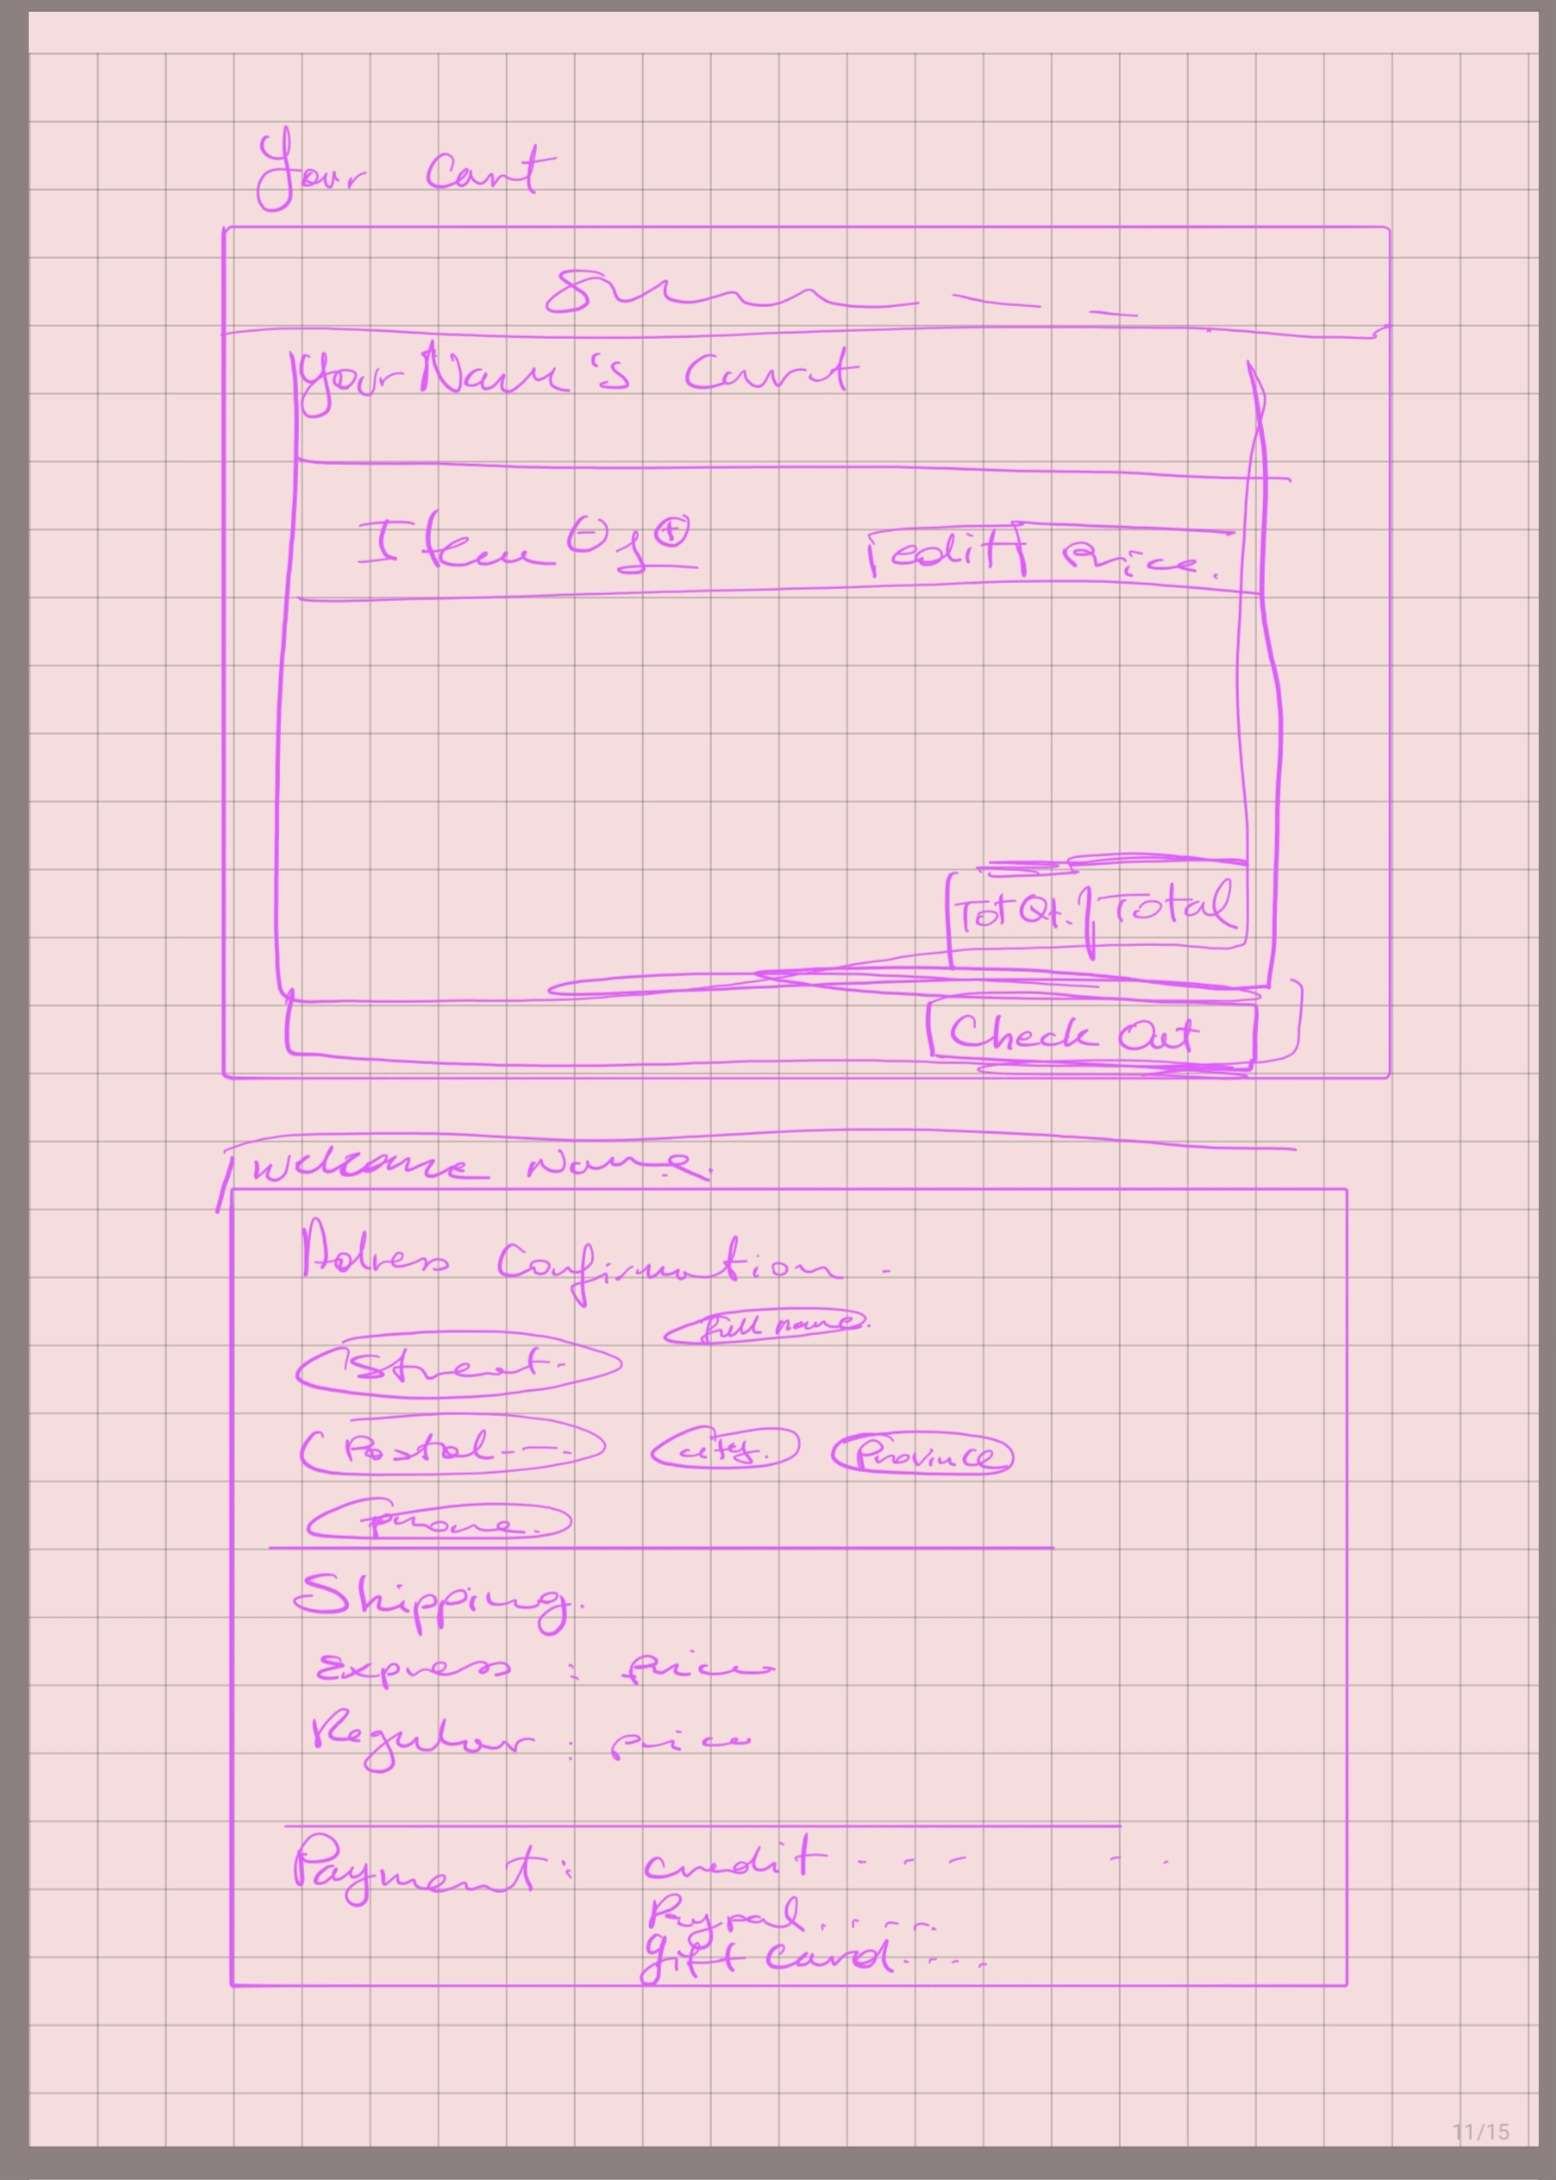 Your Cart
Your Name's Cart
Item ⊖ 1 ⊕ edit Price.
Tot Qt. Total
Check Out
Welcome Name.
Adress Confirmation -
full name.
Street.-
Postal----
city.
Province
phone.
Shipping.
Express : price
Regular : price
Payment: credit - - - - -
Paypal.....
gift card.....
11/15